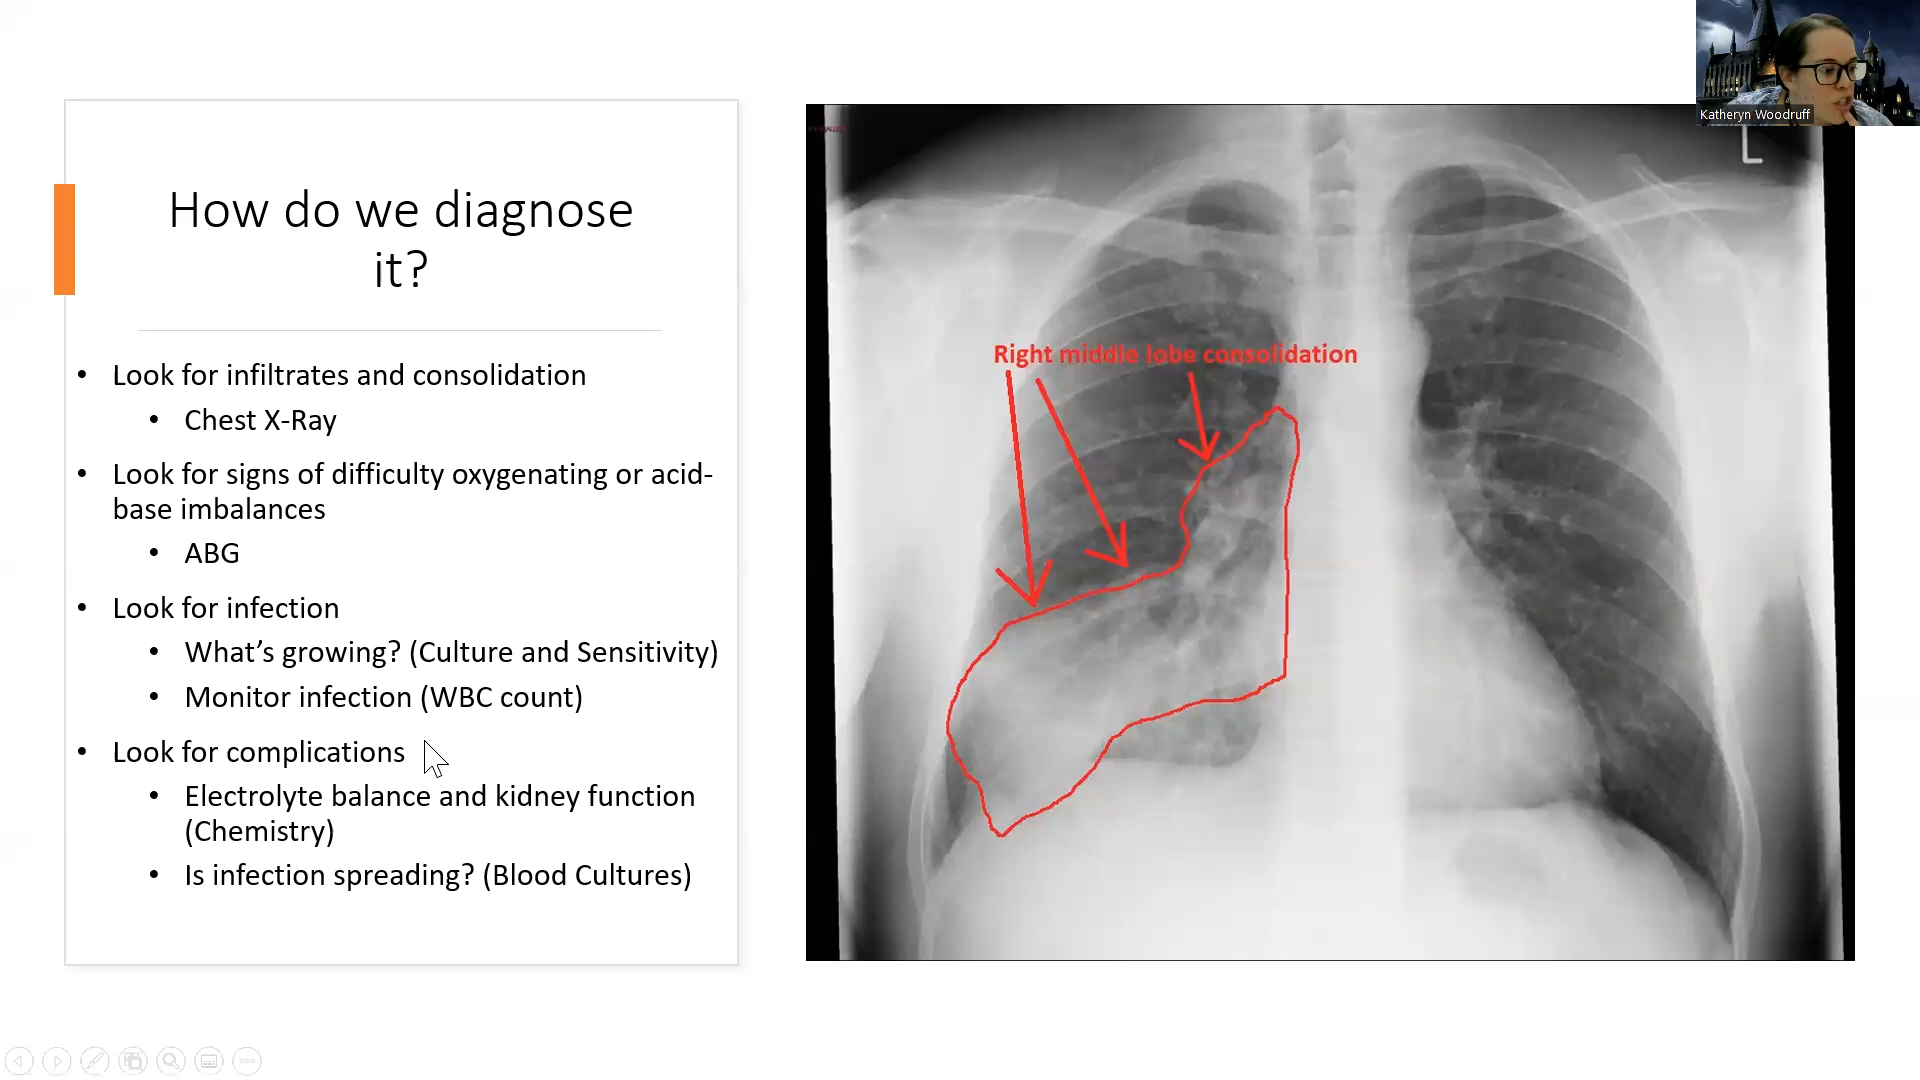 How do we diagnose
it?
• Look for infiltrates and consolidation
• Chest X-Ray
• Look for signs of difficulty oxygenating or acid-
base imbalances
• ABG
• Look for infection
• What’s growing? (Culture and Sensitivity)
• Monitor infection (WBC count)
• Look for complications
• Electrolyte balance and kidney function
(Chemistry)
• Is infection spreading? (Blood Cultures)
Right middle lobe consolidation
L
Katheryn Woodruff